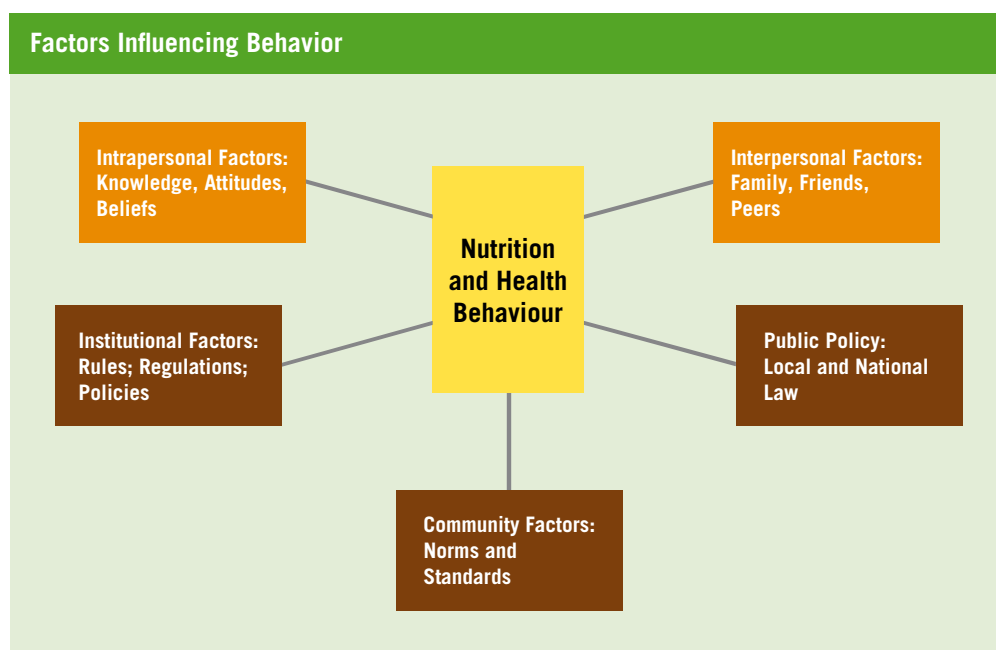 Factors Influencing Behavior
Intrapersonal Factors:
Knowledge, Attitudes,
Beliefs
Interpersonal Factors:
Family, Friends,
Peers
Nutrition
and Health
Behaviour
Institutional Factors:
Rules; Regulations;
Policies
Public Policy:
Local and National
Law
Community Factors:
Norms and
Standards